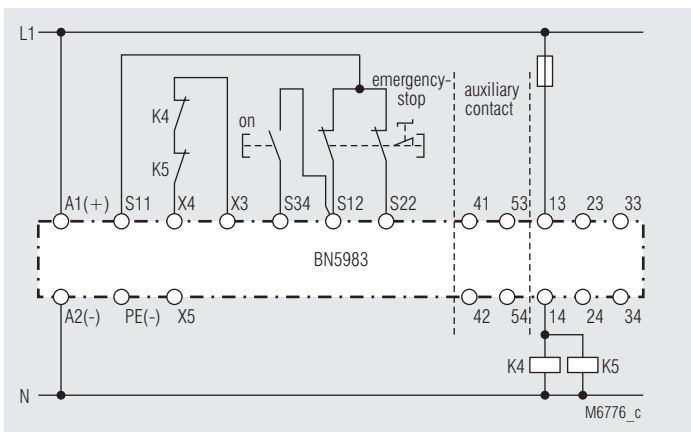 L1
emergency-
stop
auxiliary
contact
K4
on
K5
A1(+) S11 X4 X3 S34 S12 S22 41 53 13 23 33
BN5983
A2(-) PE(-) X5 42 54 14 24 34
K4 K5
N
M6776_c